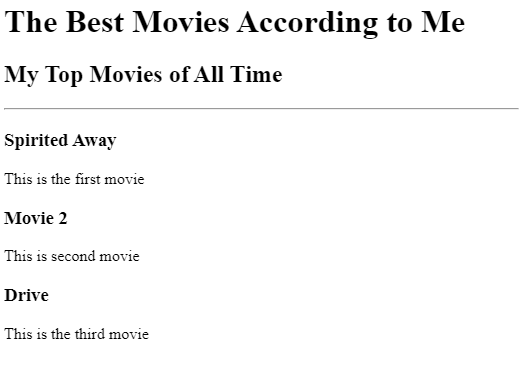 The Best Movies According to Me
My Top Movies of All Time
Spirited Away
This is the first movie
Movie 2
This is second movie
Drive
This is the third movie